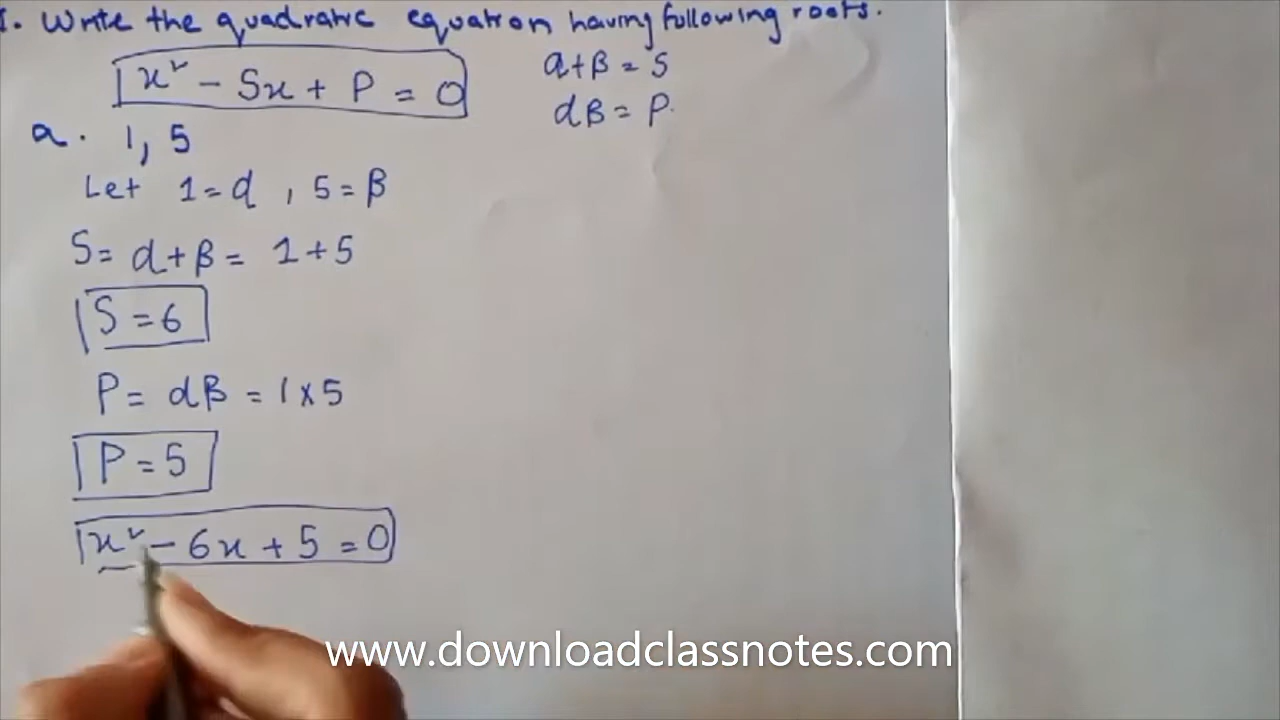 1. Write the quadratic equation having following roots.
x² - Sx + P = 0
α+β = S
αβ = P.
a. 1, 5
Let 1=α, 5=β
S= α+β= 1+5
S=6
P= αβ = 1×5
P=5
x² - 6x + 5 = 0
www.downloadclassnotes.com